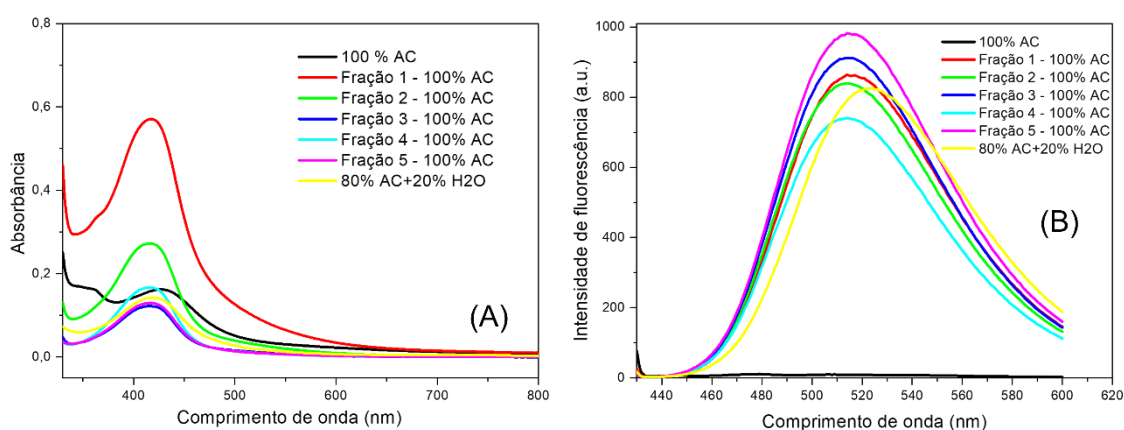 0,8
0,6
0,4
0,2
0,0
Absorbância
100 % AC
Fração 1 - 100% AC
Fração 2 - 100% AC
Fração 3 - 100% AC
Fração 4 - 100% AC
Fração 5 - 100% AC
80% AC+20% H2O
(A)
400 500 600 700 800
Comprimento de onda (nm)
1000
800
600
400
200
0
Intensidade de fluorescência (a.u.)
100% AC
Fração 1 - 100% AC
Fração 2 - 100% AC
Fração 3 - 100% AC
Fração 4 - 100% AC
Fração 5 - 100% AC
80% AC+20% H2O
(B)
440 460 480 500 520 540 560 580 600 620
Comprimento de onda (nm)